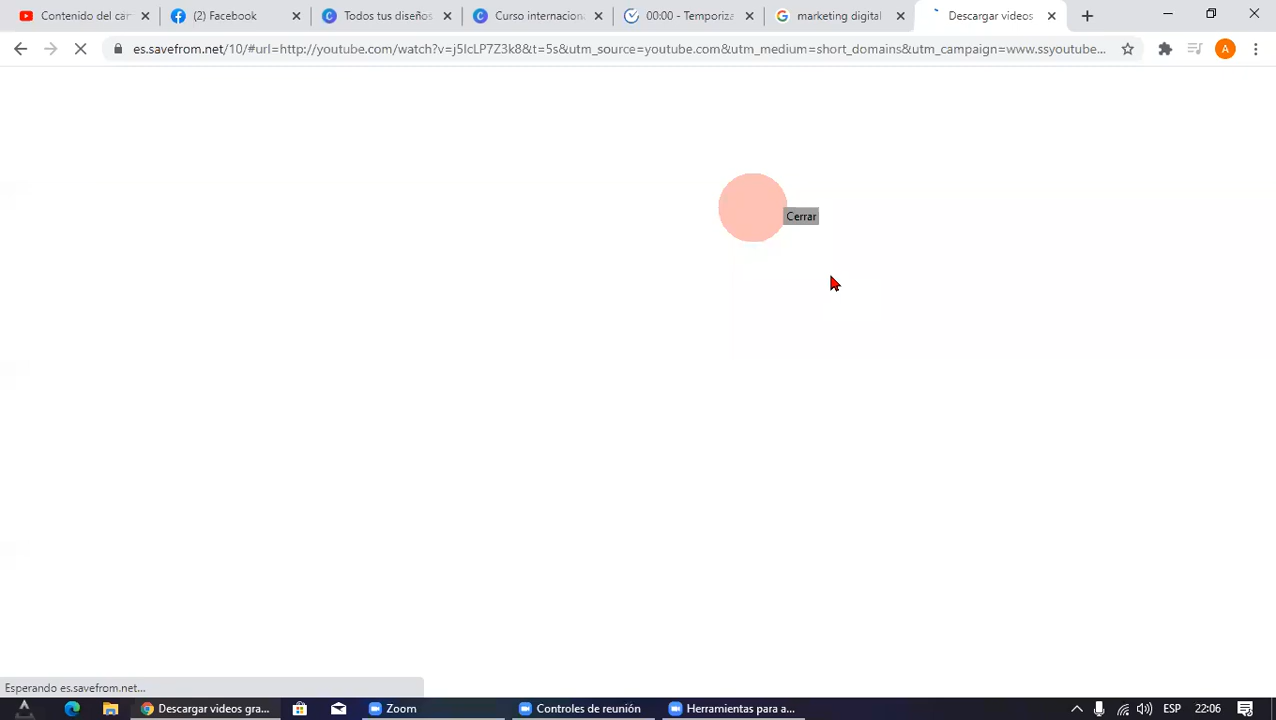 Contenido del can
(2) Facebook
Todos tus diseños
Curso internacion
00:00 - Temporiz
marketing digital
Descargar videos
es.savefrom.net/10/#url=http://youtube.com/watch?v=j5IcLP7Z3k8&t=5s&utm_source=youtube.com&utm_medium=short_domains&utm_campaign=www.ssyoutube...
A
Cerrar
Esperando es.savefrom.net...
Descargar videos gra...
Zoom
Controles de reunión
Herramientas para a...
ESP
22:06